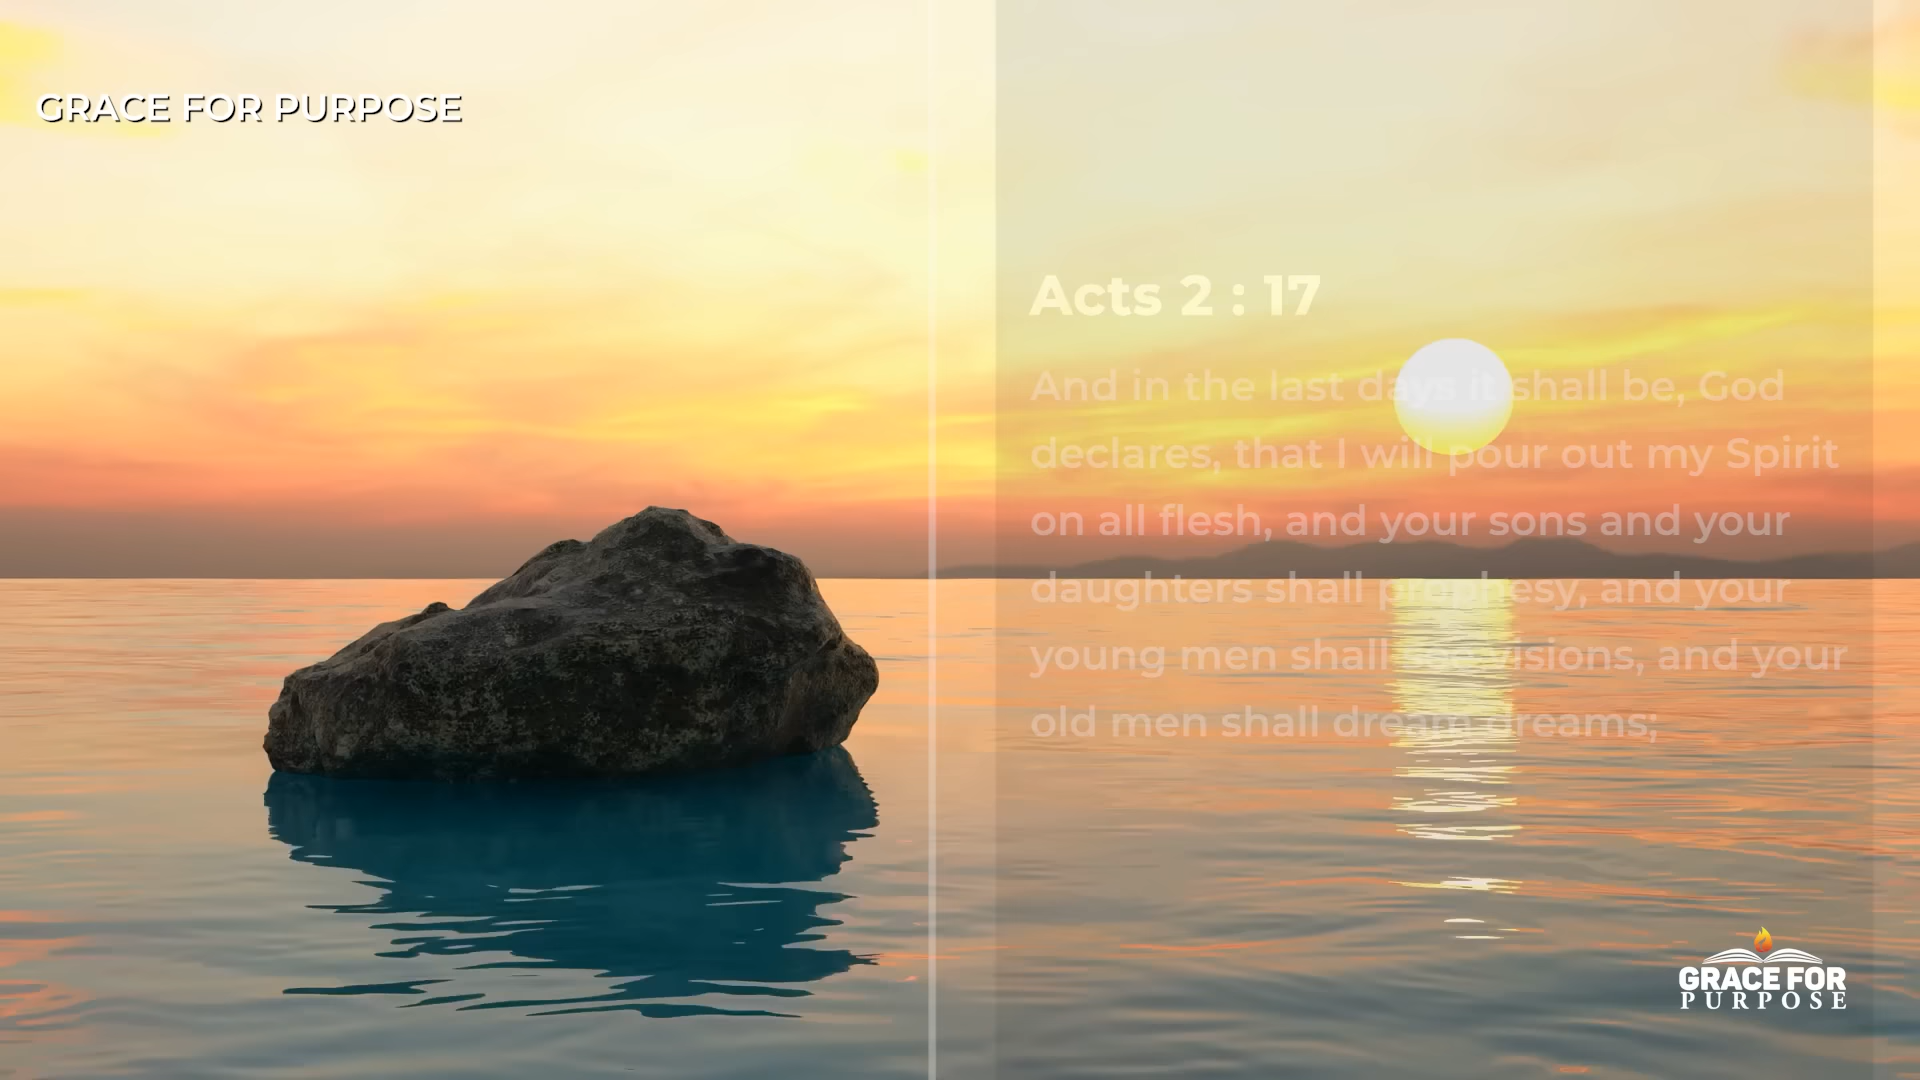 GRACE FOR PURPOSE
Acts 2 : 17
And in the last days it shall be, God
declares, that I will pour out my Spirit
on all flesh, and your sons and your
daughters shall prophesy, and your
young men shall see visions, and your
old men shall dream dreams;
GRACE FOR
PURPOSE